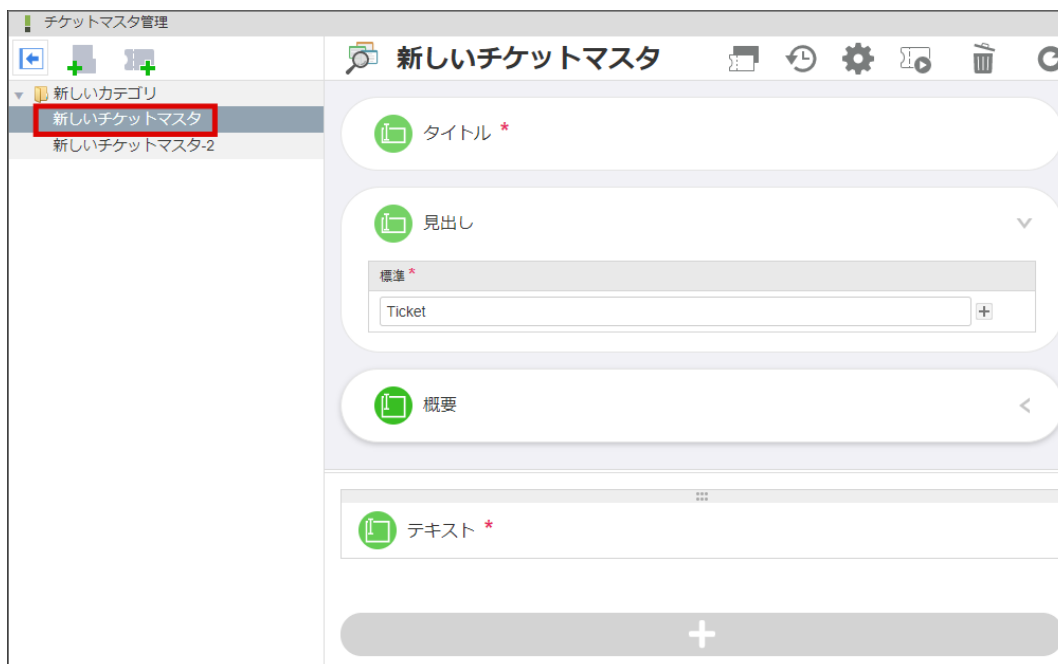 チケットマスタ管理
新しいチケットマスタ
新しいカテゴリ
新しいチケットマスタ
新しいチケットマスタ-2
タイトル *
見出し
標準 *
Ticket
概要
テキスト *